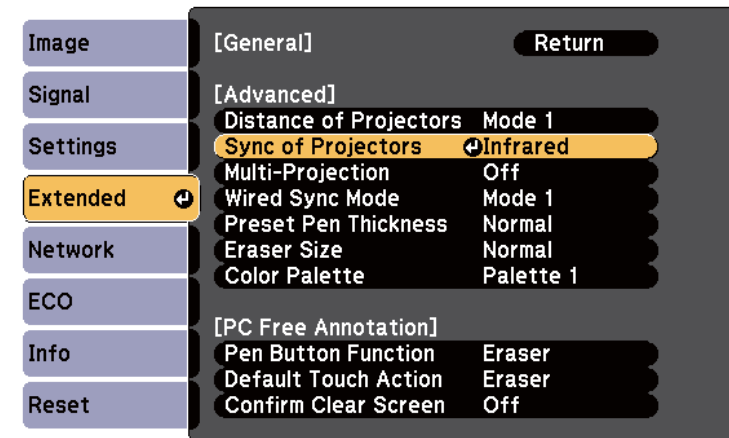 Image
Signal
Settings
Extended
Network
ECO
Info
Reset
[General] Return
[Advanced]
Distance of Projectors Mode 1
Sync of Projectors Infrared
Multi-Projection Off
Wired Sync Mode Mode 1
Preset Pen Thickness Normal
Eraser Size Normal
Color Palette Palette 1
[PC Free Annotation]
Pen Button Function Eraser
Default Touch Action Eraser
Confirm Clear Screen Off